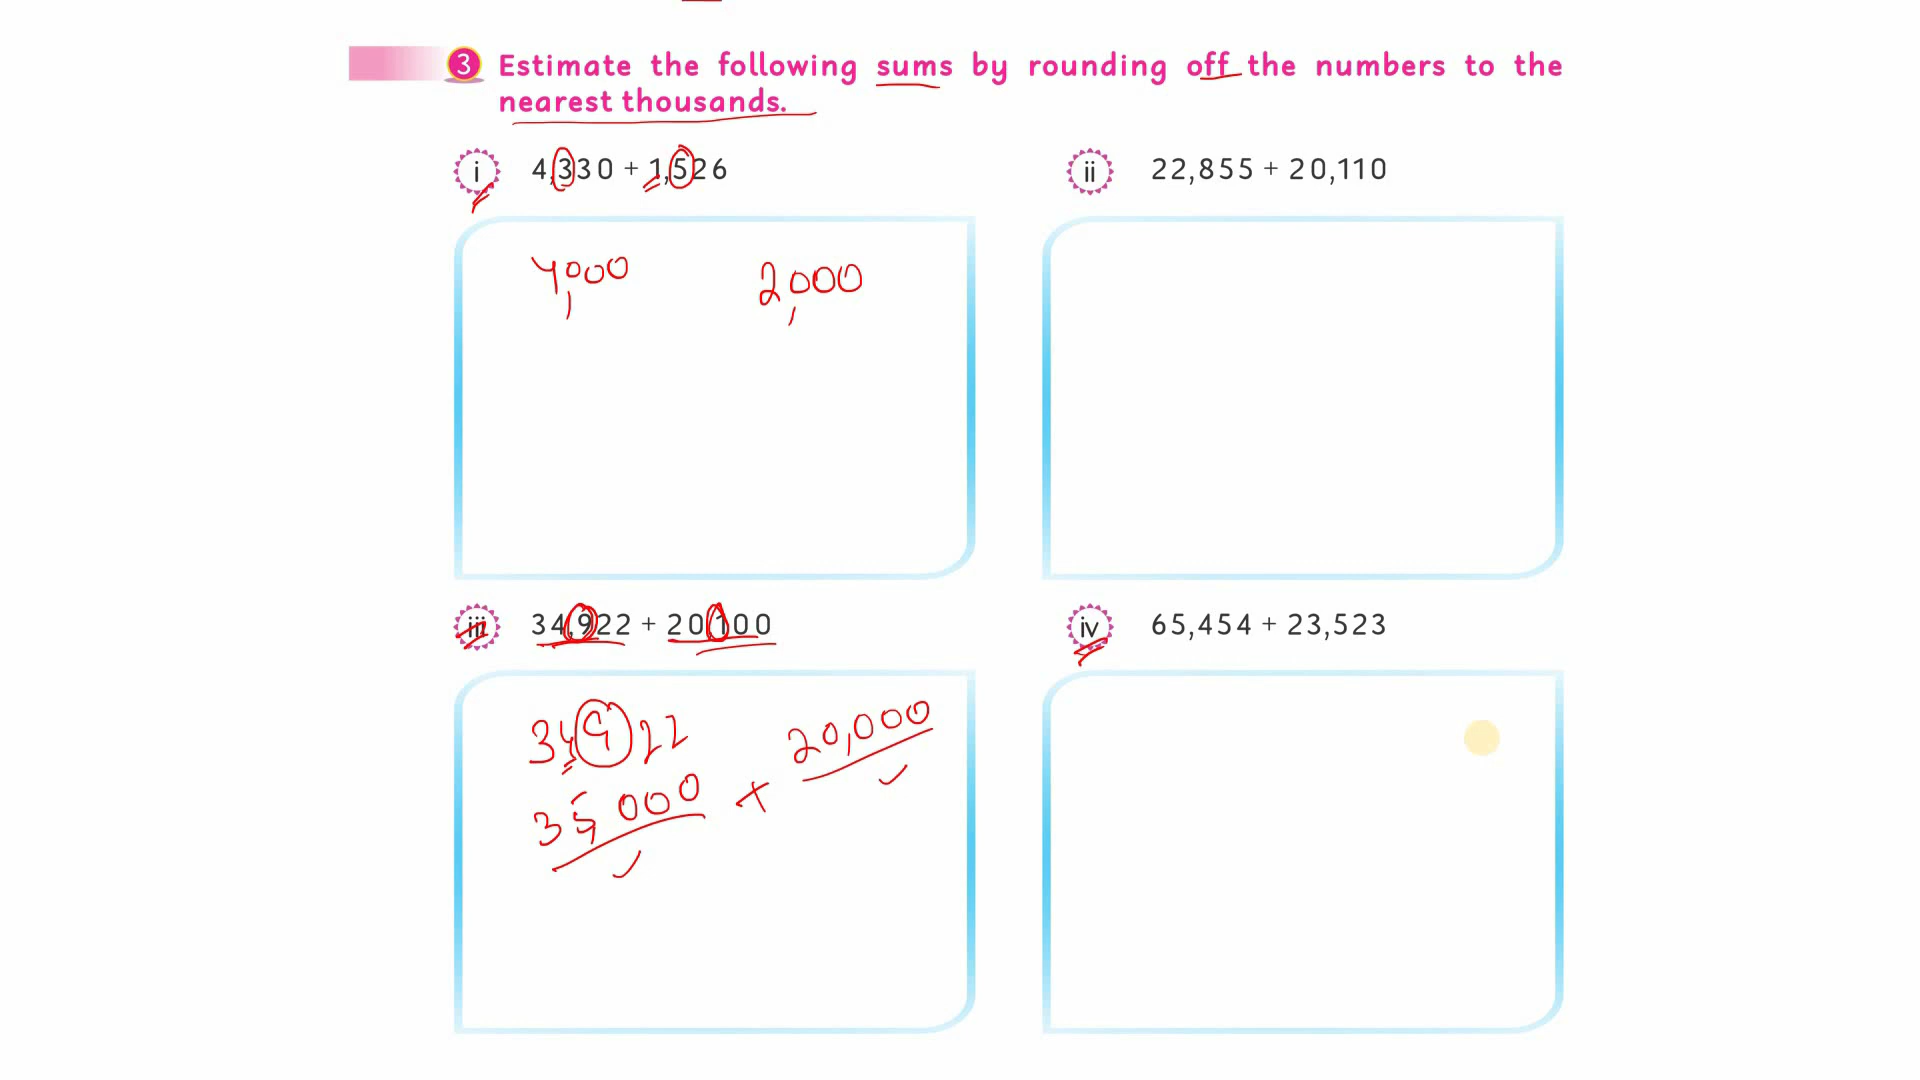 3 Estimate the following sums by rounding off the numbers to the
nearest thousands.
i 4,330 + 1,526
ii 22,855 + 20,110
4,000 2,000
iii 34,922 + 20,100
iv 65,454 + 23,523
34,922
35,000 + 20,000